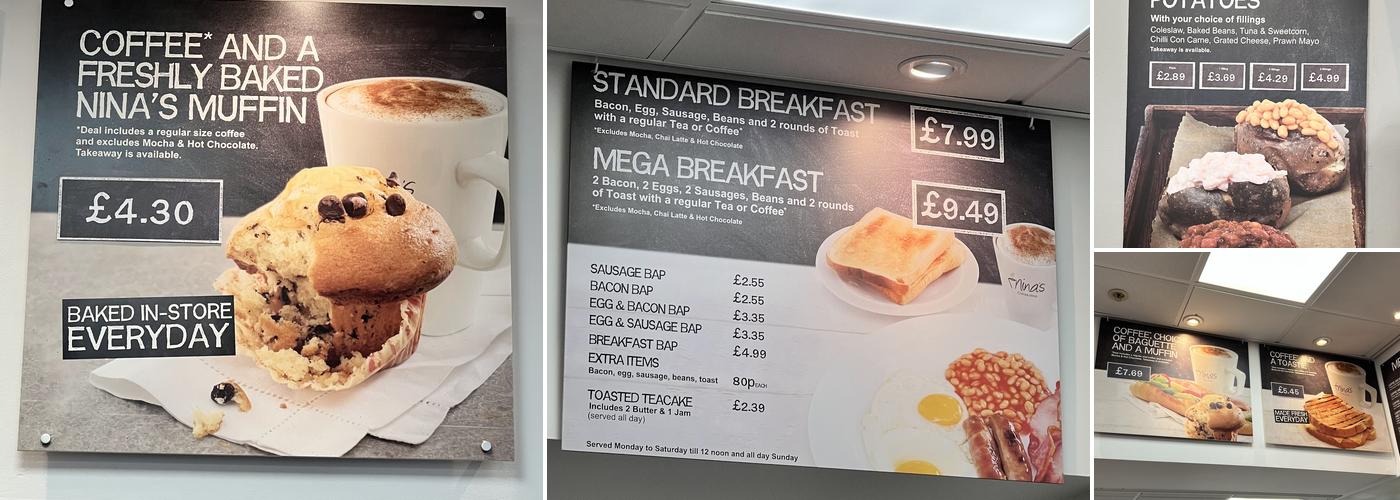 COFFEE* AND A
FRESHLY BAKED
NINA'S MUFFIN
*Deal includes a regular size coffee
and excludes Mocha & Hot Chocolate.
Takeaway is available.
£4.30
BAKED IN-STORE
EVERYDAY
STANDARD BREAKFAST
Bacon, Egg, Sausage, Beans and 2 rounds of Toast
with a regular Tea or Coffee*
*Excludes Mocha, Chai Latte & Hot Chocolate
£7.99
MEGA BREAKFAST
2 Bacon, 2 Eggs, 2 Sausages, Beans and 2 rounds
of Toast with a regular Tea or Coffee*
*Excludes Mocha, Chai Latte & Hot Chocolate
£9.49
SAUSAGE BAP £2.55
BACON BAP £2.55
EGG & BACON BAP £3.35
EGG & SAUSAGE BAP £3.35
BREAKFAST BAP £4.99
EXTRA ITEMS
Bacon, egg, sausage, beans, toast 80p EACH
TOASTED TEACAKE £2.39
Includes 2 Butter & 1 Jam
(served all day)
Served Monday to Saturday till 12 noon and all day Sunday
nina's
POTATOES
With your choice of fillings
Coleslaw, Baked Beans, Tuna & Sweetcorn,
Chilli Con Carne, Grated Cheese, Prawn Mayo
Takeaway is available.
£2.89 £3.69 £4.29 £4.99
COFFEE* CHOICE
OF BAGUETTE
AND A MUFFIN
£7.69
nina's
COFFEE* AND
A TOASTIE
£5.45
MADE FRESH
EVERYDAY
nina's